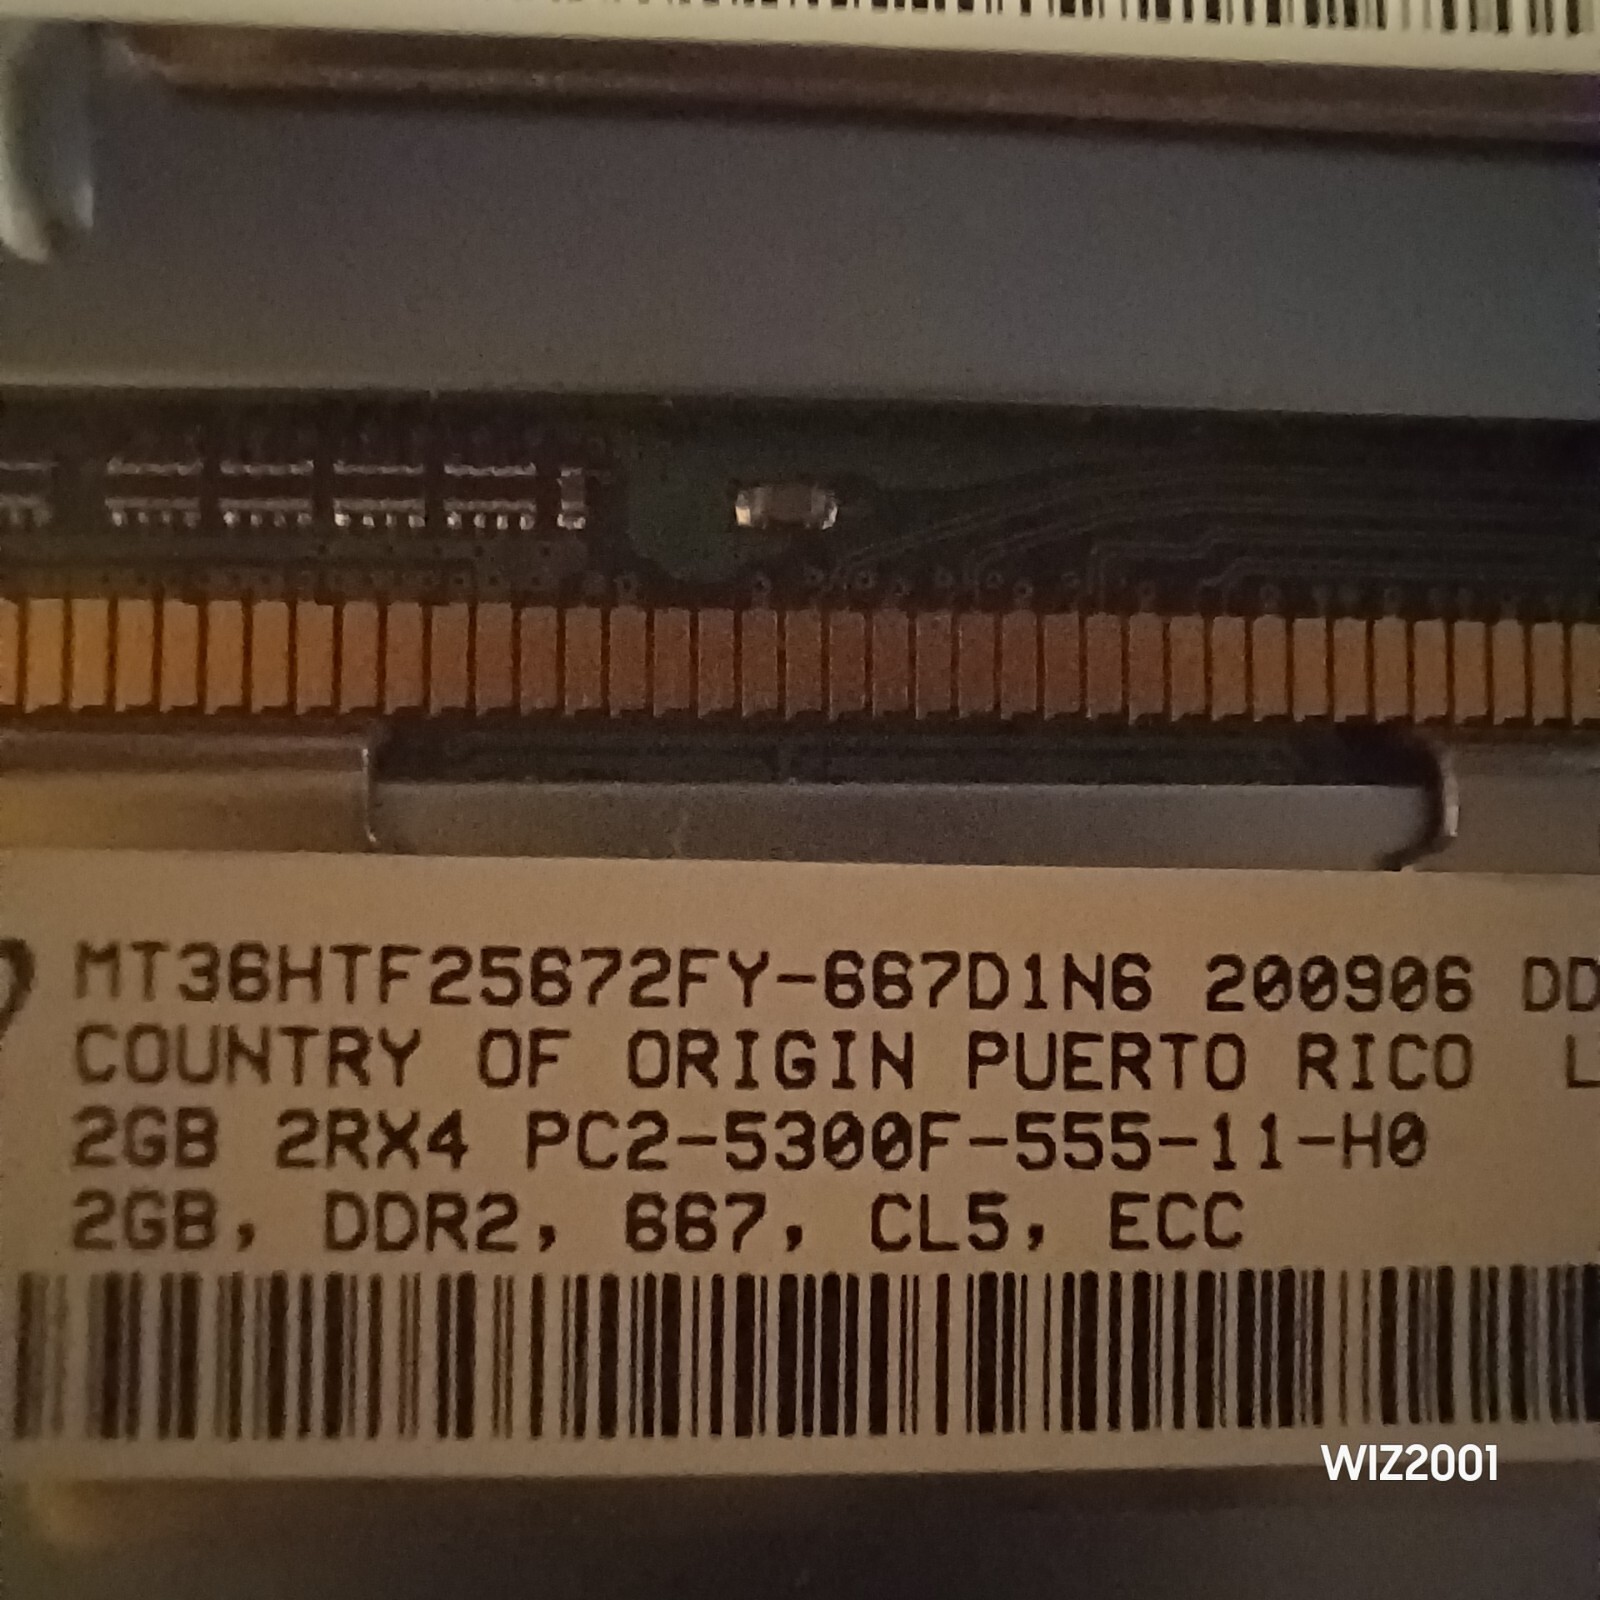 MT36HTF25672FY-667D1N6 200906 DD
COUNTRY OF ORIGIN PUERTO RICO L
2GB 2RX4 PC2-5300F-555-11-H0
2GB, DDR2, 667, CL5, ECC
WIZ2001